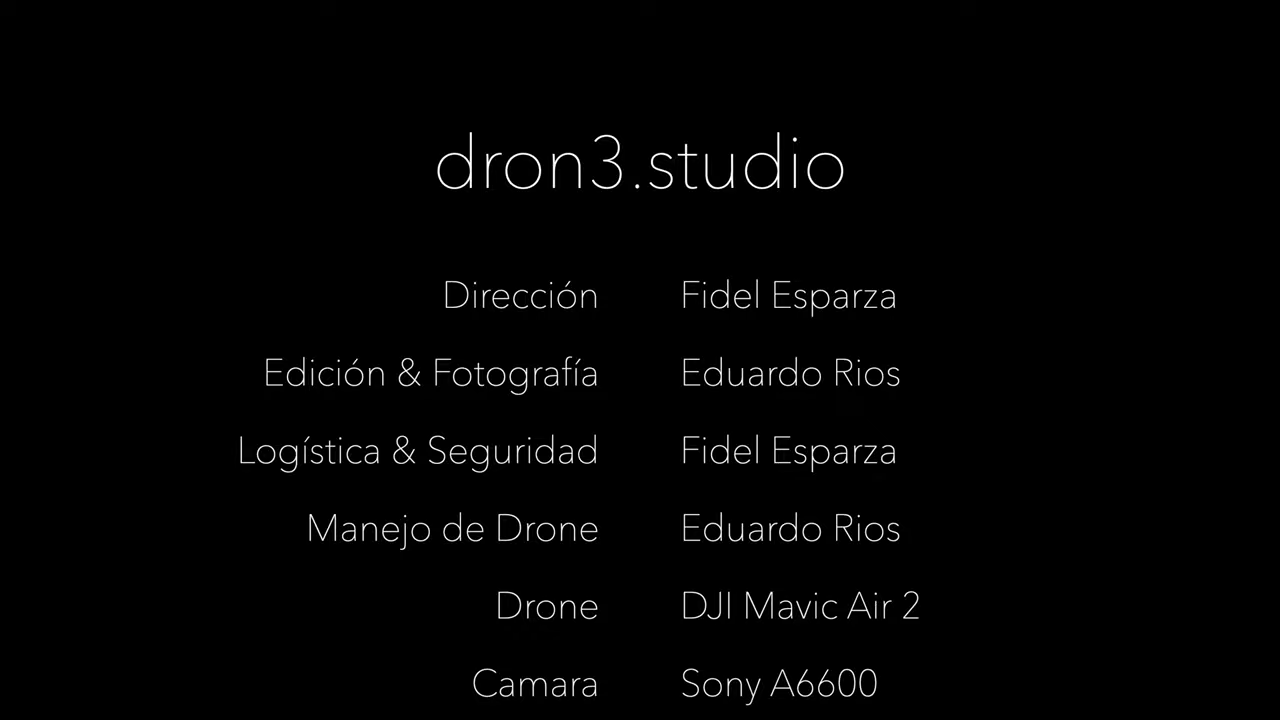 dron3.studio
Dirección Fidel Esparza
Edición & Fotografía Eduardo Rios
Logística & Seguridad Fidel Esparza
Manejo de Drone Eduardo Rios
Drone DJI Mavic Air 2
Camara Sony A6600